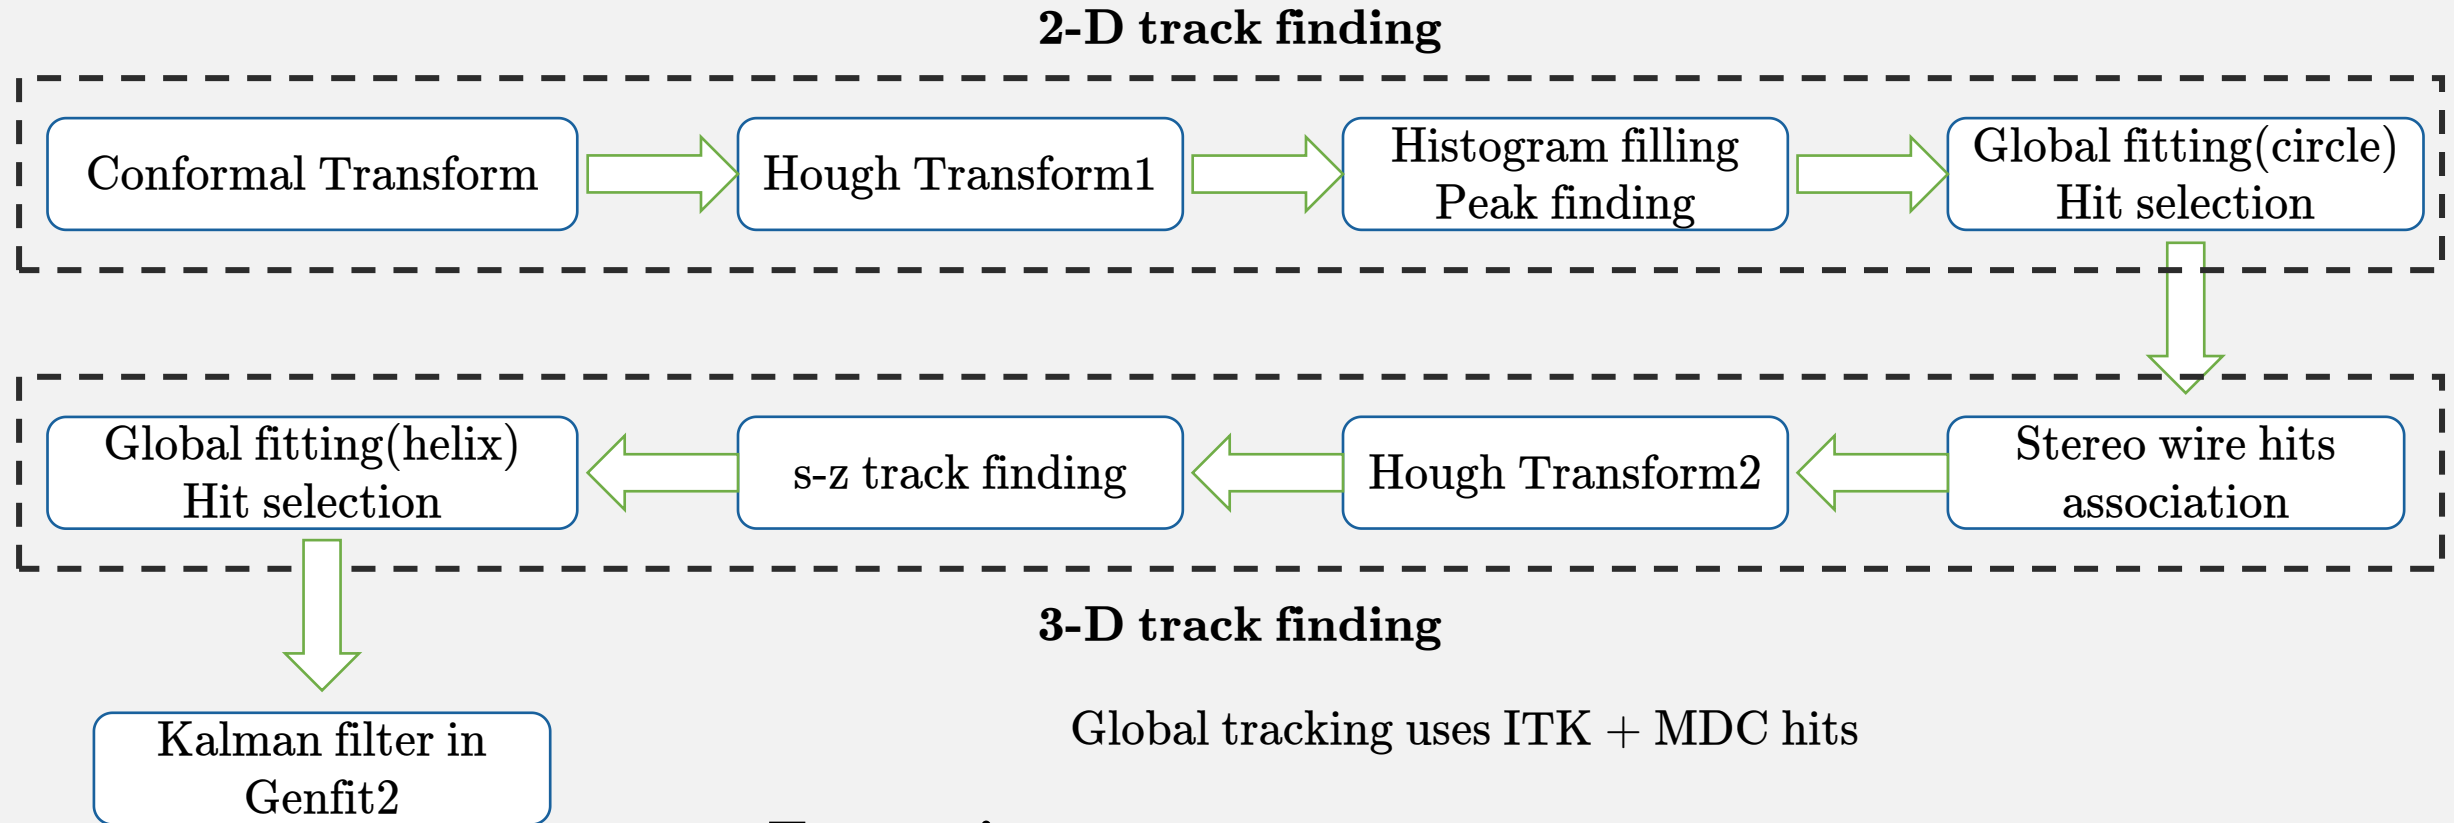 2-D track finding
Conformal Transform
Hough Transform1
Histogram filling
Peak finding
Global fitting(circle)
Hit selection
Stereo wire hits
association
Hough Transform2
s-z track finding
Global fitting(helix)
Hit selection
3-D track finding
Global tracking uses ITK + MDC hits
Kalman filter in
Genfit2